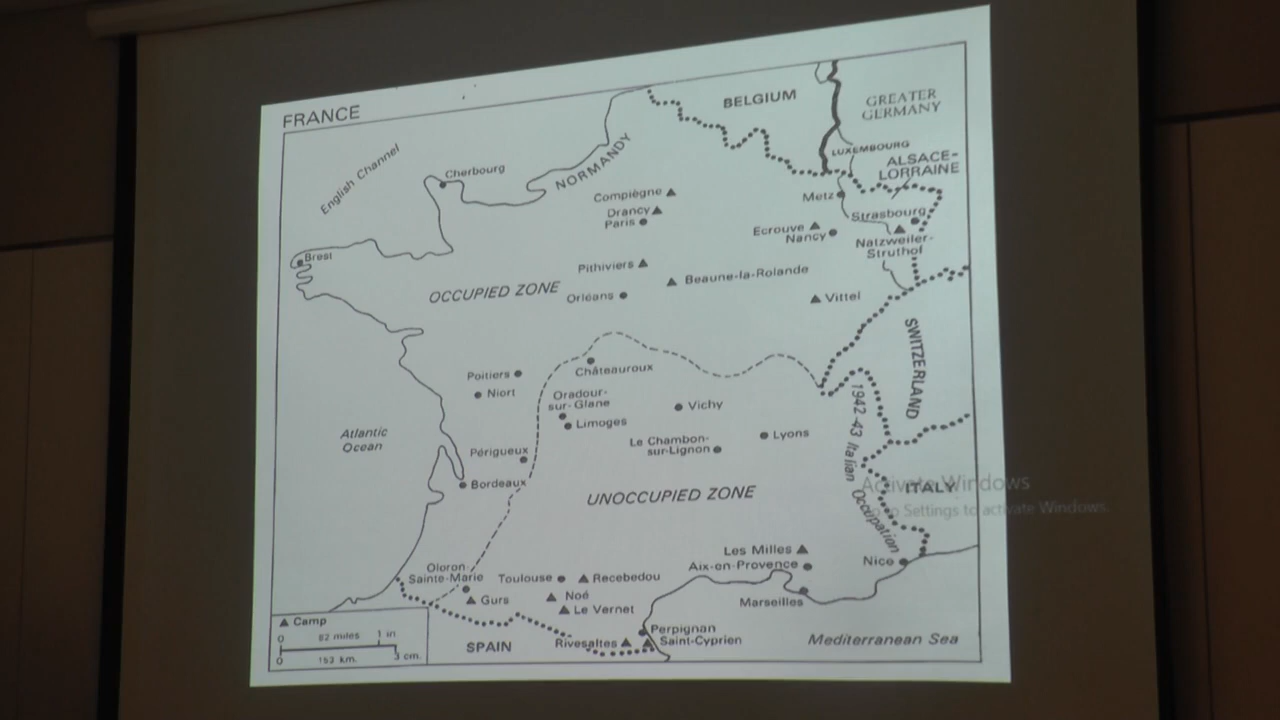 FRANCE
BELGIUM
GREATER
GERMANY
English Channel
NORMANDY
LUXEMBOURG
ALSACE-
LORRAINE
Cherbourg
Compiègne
Metz
Drancy
Paris
Strasbourg
Ecrouve
Nancy
Natzweiler-
Struthof
Brest
Pithiviers
Beaune-la-Rolande
OCCUPIED ZONE
Orléans
Vittel
SWITZERLAND
Châteauroux
Poitiers
Niort
Oradour-
sur-Glane
Limoges
Vichy
1942-43 Italian Occupation
Atlantic
Ocean
Lyons
Le Chambon-
sur-Lignon
Périgueux
Bordeaux
UNOCCUPIED ZONE
ITALY
Activate Windows
Go to Settings to activate Windows.
Les Milles
Aix-en-Provence
Nice
Oloron-
Sainte-Marie
Toulouse
Recebedou
Gurs
Noé
Marseilles
Le Vernet
Camp
0 82 miles 1 in
0 153 km. 3 cm.
SPAIN
Perpignan
Rivesaltes
Saint-Cyprien
Mediterranean Sea